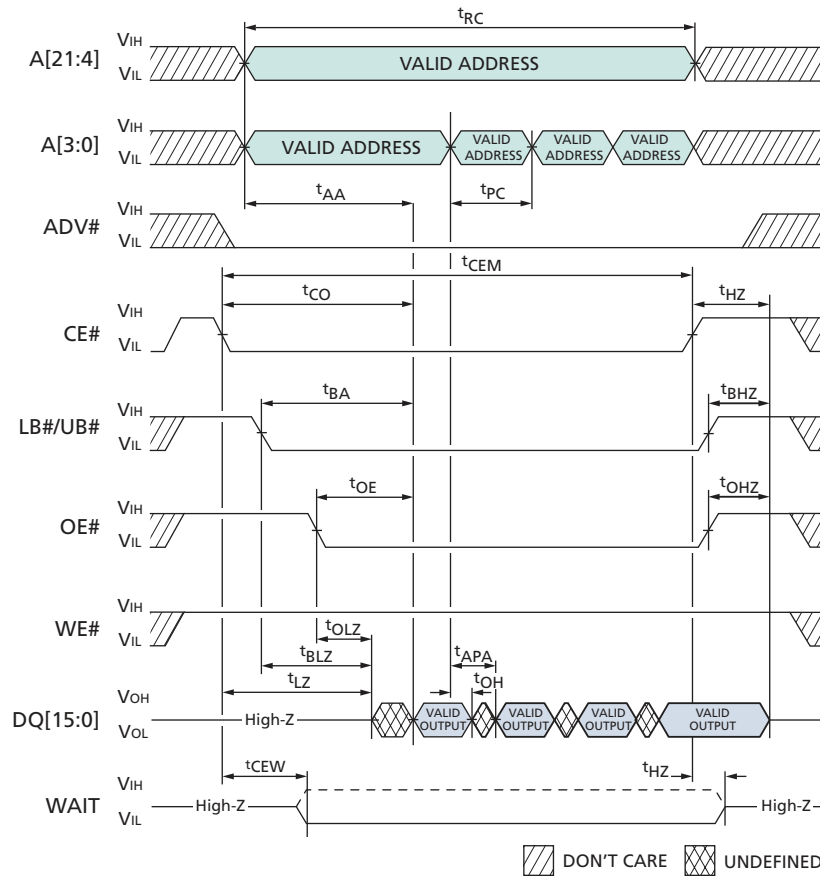 tRC
A[21:4]
VIH
VIL
VALID ADDRESS
A[3:0]
VIH
VIL
VALID ADDRESS
VALID
ADDRESS
VALID
ADDRESS
VALID
ADDRESS
tAA
tPC
ADV#
VIH
VIL
tCEM
tCO
tHZ
CE#
VIH
VIL
tBA
tBHZ
LB#/UB#
VIH
VIL
tOE
tOHZ
OE#
VIH
VIL
WE#
VIH
VIL
tOLZ
tBLZ
tAPA
tLZ
tOH
DQ[15:0]
VOH
VOL
High-Z
VALID
OUTPUT
VALID
OUTPUT
VALID
OUTPUT
VALID
OUTPUT
tCEW
tHZ
WAIT
VIH
VIL
High-Z
High-Z
DON'T CARE
UNDEFINED